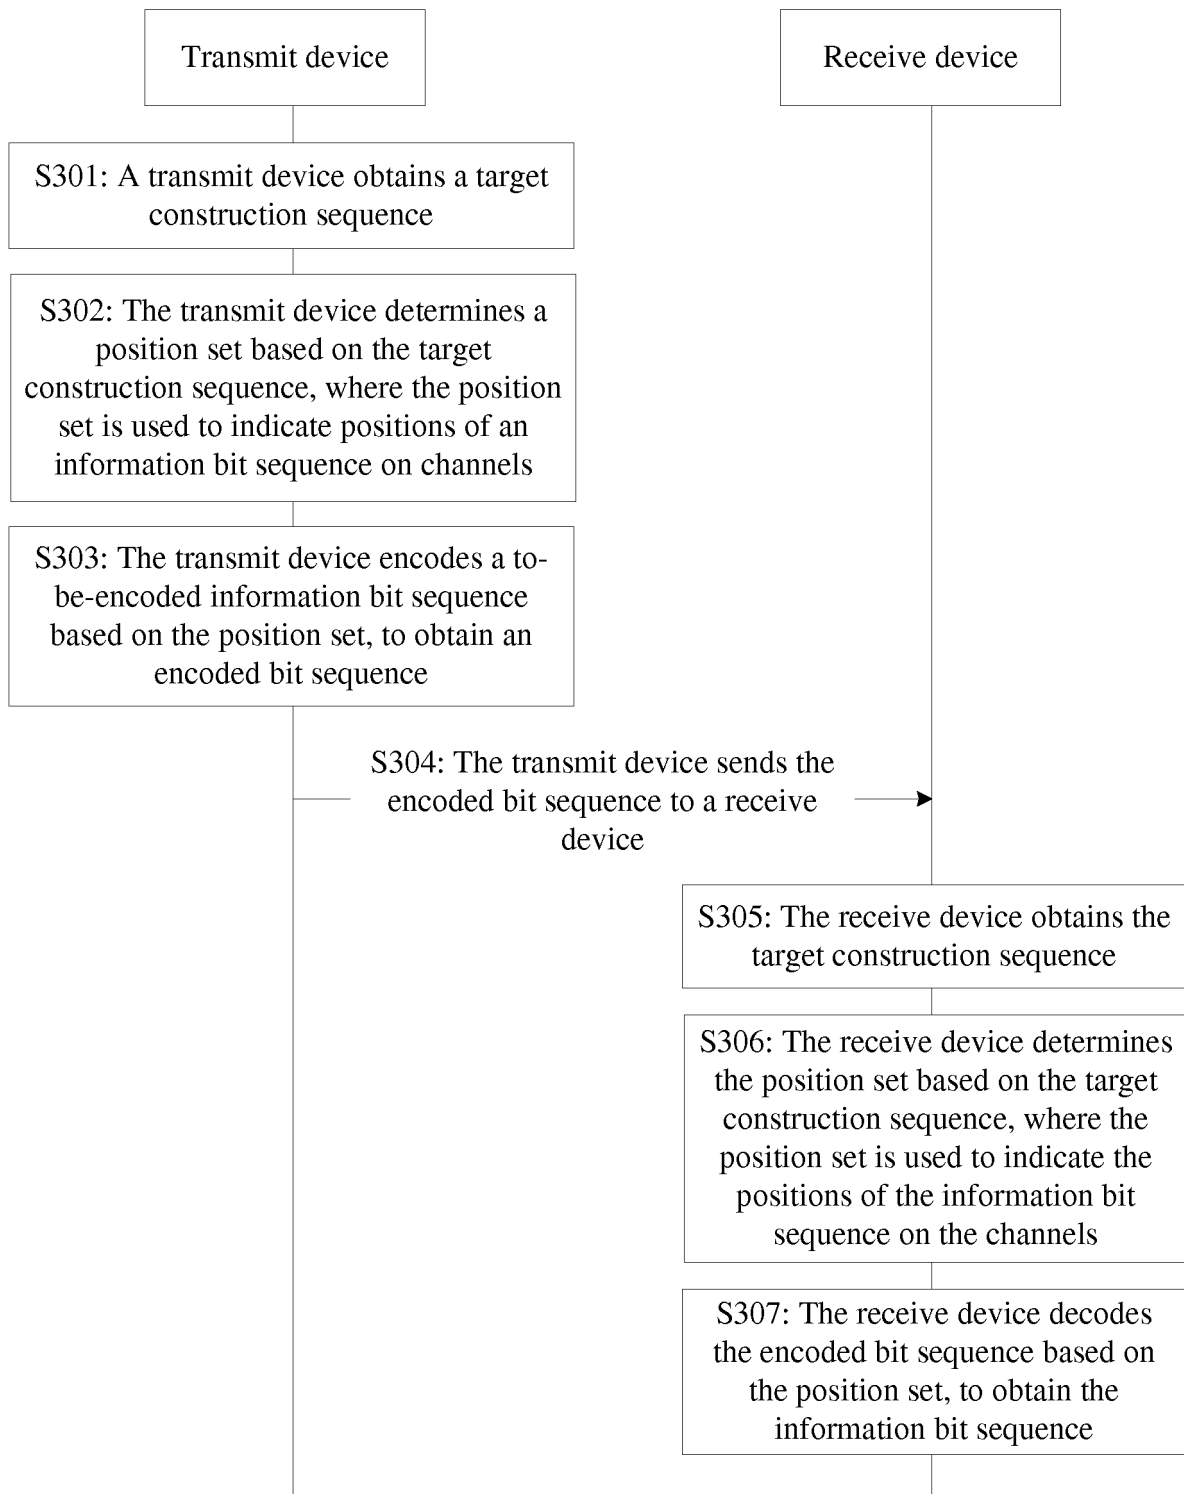 Transmit device
Receive device
S301: A transmit device obtains a target
construction sequence
S302: The transmit device determines a
position set based on the target
construction sequence, where the position
set is used to indicate positions of an
information bit sequence on channels
S303: The transmit device encodes a to-
be-encoded information bit sequence
based on the position set, to obtain an
encoded bit sequence
S304: The transmit device sends the
encoded bit sequence to a receive
device
S305: The receive device obtains the
target construction sequence
S306: The receive device determines
the position set based on the target
construction sequence, where the
position set is used to indicate the
positions of the information bit
sequence on the channels
S307: The receive device decodes
the encoded bit sequence based on
the position set, to obtain the
information bit sequence